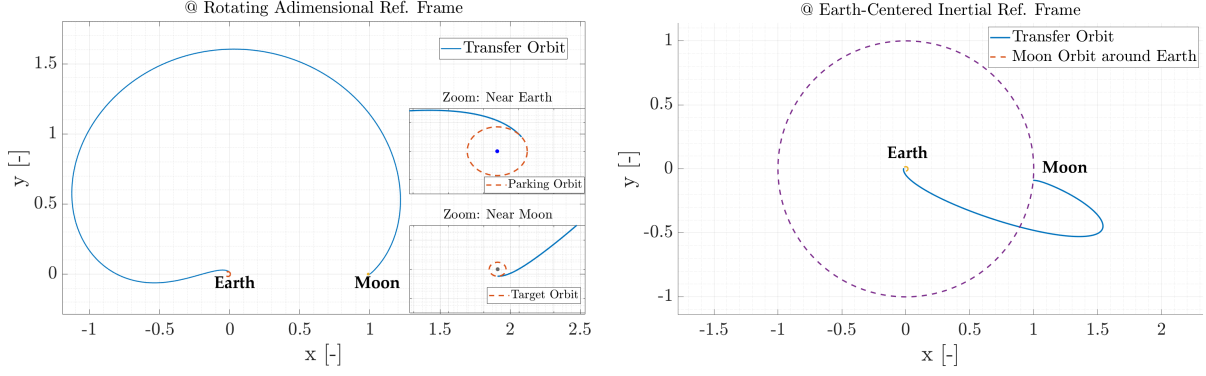 @ Rotating Adimensional Ref. Frame
Transfer Orbit
1.5
1
0.5
0
y [-]
Zoom: Near Earth
Parking Orbit
Zoom: Near Moon
Target Orbit
Earth
Moon
-1
-0.5
0
0.5
1
1.5
2
2.5
x [-]
@ Earth-Centered Inertial Ref. Frame
Transfer Orbit
Moon Orbit around Earth
1
0.5
0
-0.5
-1
y [-]
Earth
Moon
-1.5
-1
-0.5
0
0.5
1
1.5
2
x [-]